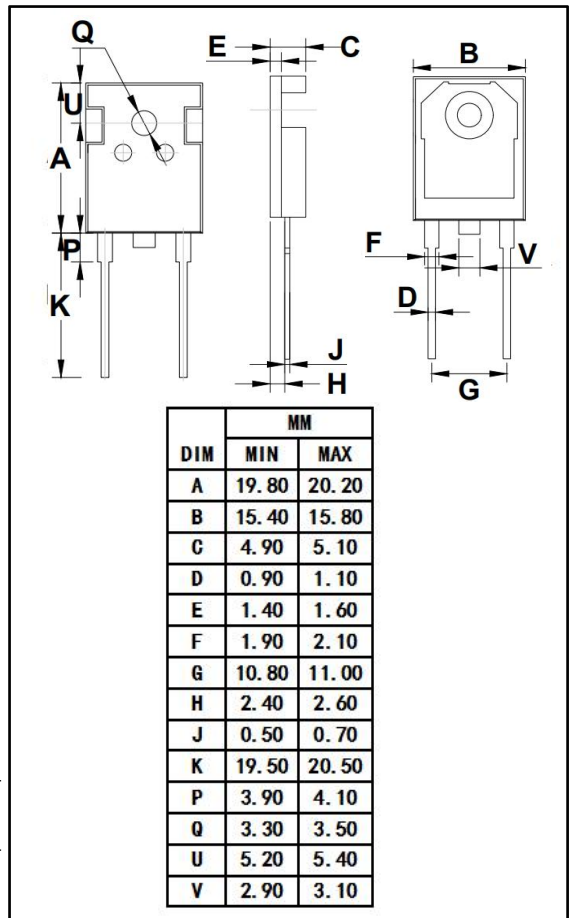 Q
E
C
B
U
A
P
K
F
V
D
J
H
G
MM
DIM MIN MAX
A 19.80 20.20
B 15.40 15.80
C 4.90 5.10
D 0.90 1.10
E 1.40 1.60
F 1.90 2.10
G 10.80 11.00
H 2.40 2.60
J 0.50 0.70
K 19.50 20.50
P 3.90 4.10
Q 3.30 3.50
U 5.20 5.40
V 2.90 3.10